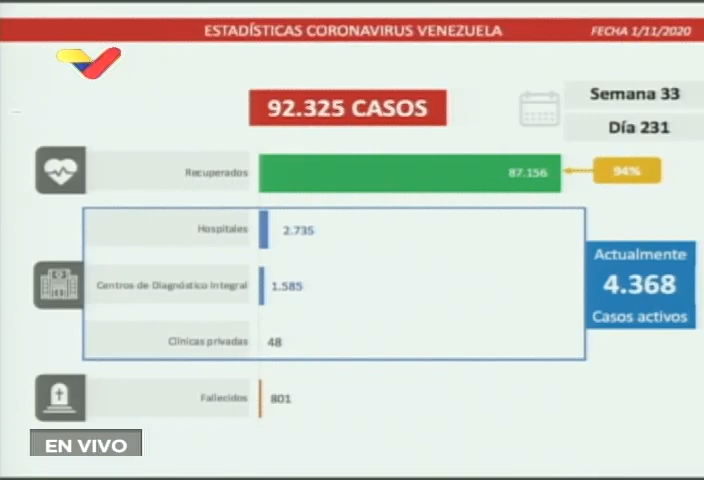 ESTADÍSTICAS CORONAVIRUS VENEZUELA
FECHA 1/11/2020
92.325 CASOS
Semana 33
Día 231
Recuperados
87.156
94%
Hospitales
2.735
Centros de Diagnóstico Integral
1.585
Clínicas privadas
48
Actualmente
4.368
Casos activos
Fallecidos
801
EN VIVO